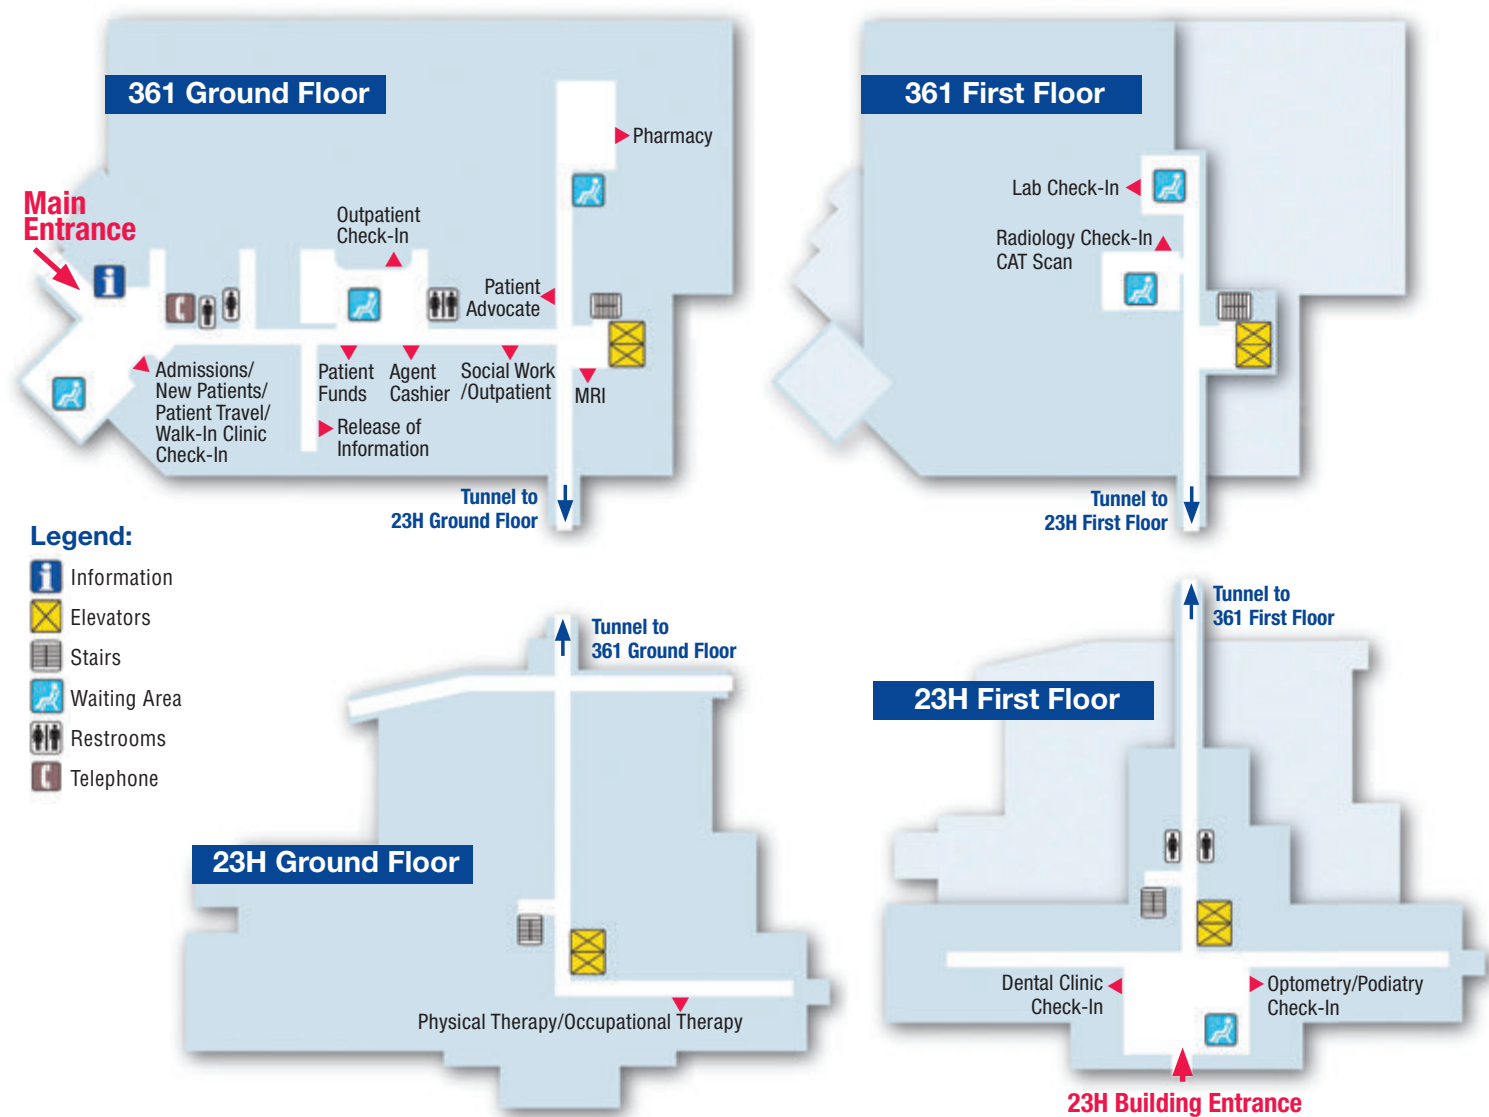 361 Ground Floor
Pharmacy
Main
Entrance
Outpatient
Check-In
Patient
Advocate
Admissions/
New Patients/
Patient Travel/
Walk-In Clinic
Check-In
Patient
Funds
Agent
Cashier
Social Work
/Outpatient
MRI
Release of
Information
Tunnel to
23H Ground Floor
361 First Floor
Lab Check-In
Radiology Check-In
CAT Scan
Tunnel to
23H First Floor
Legend:
Information
Elevators
Stairs
Waiting Area
Restrooms
Telephone
Tunnel to
361 Ground Floor
23H Ground Floor
Physical Therapy/Occupational Therapy
Tunnel to
361 First Floor
23H First Floor
Dental Clinic
Check-In
Optometry/Podiatry
Check-In
23H Building Entrance